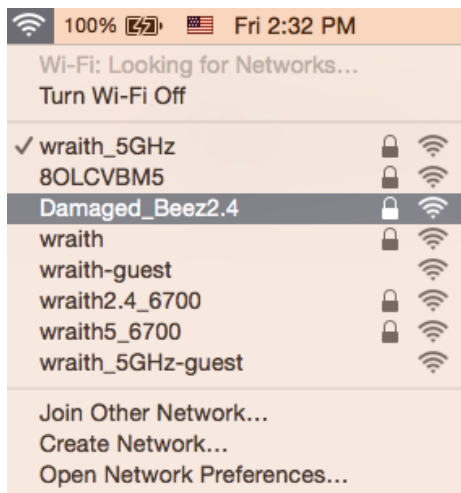 100% Fri 2:32 PM
Wi-Fi: Looking for Networks...
Turn Wi-Fi Off
wraith_5GHz
8OLCVBM5
Damaged_Beez2.4
wraith
wraith-guest
wraith2.4_6700
wraith5_6700
wraith_5GHz-guest
Join Other Network...
Create Network...
Open Network Preferences...